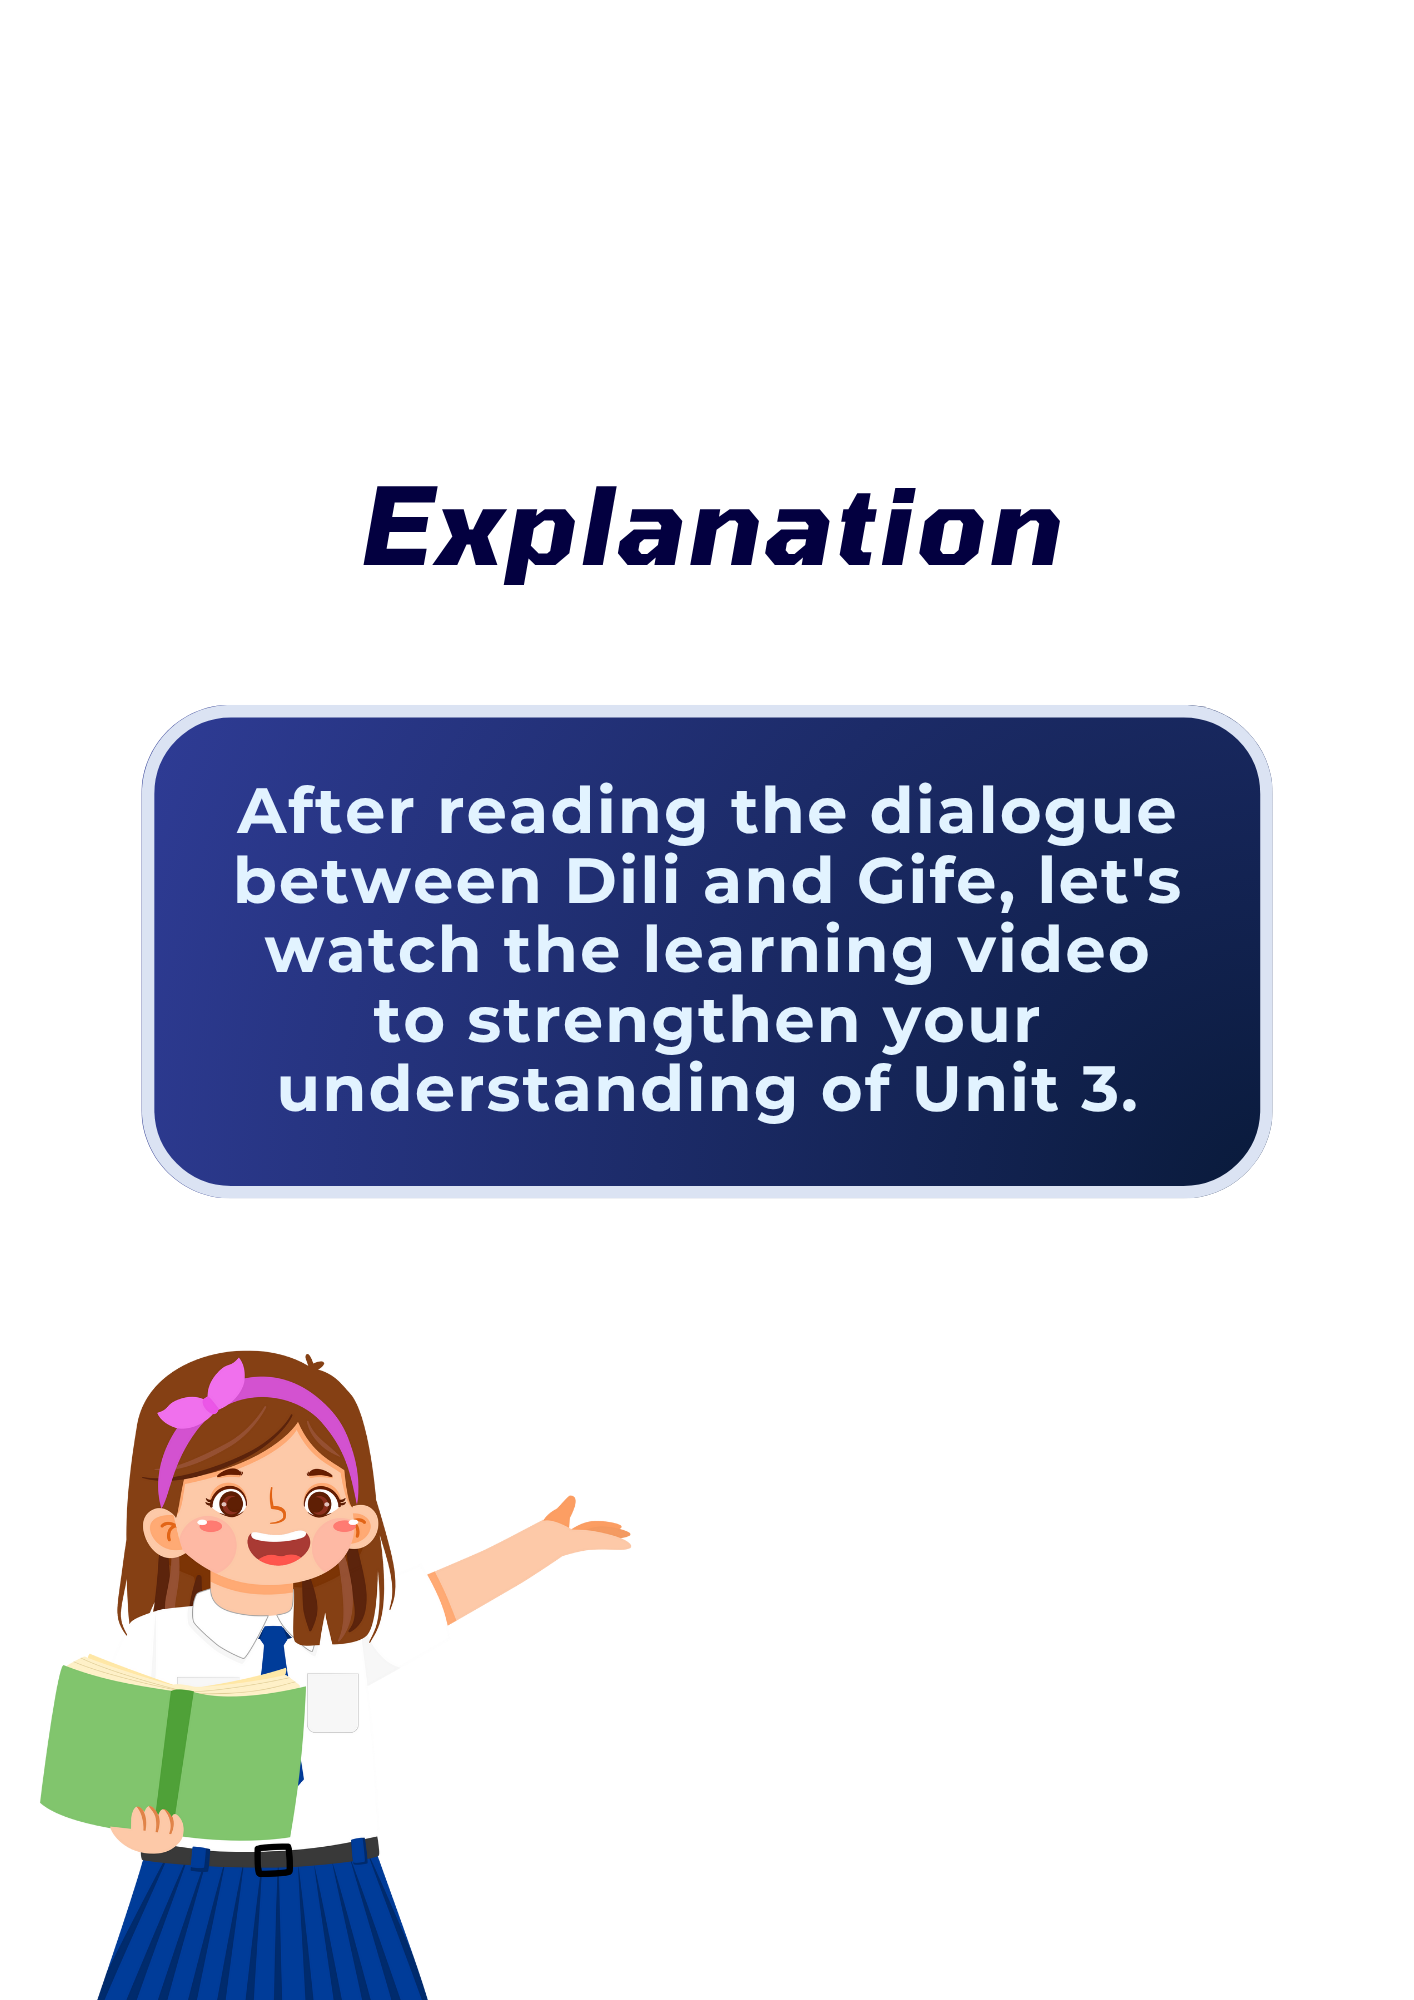 Explanation
After reading the dialogue
between Dili and Gife, let's
watch the learning video
to strengthen your
understanding of Unit 3.